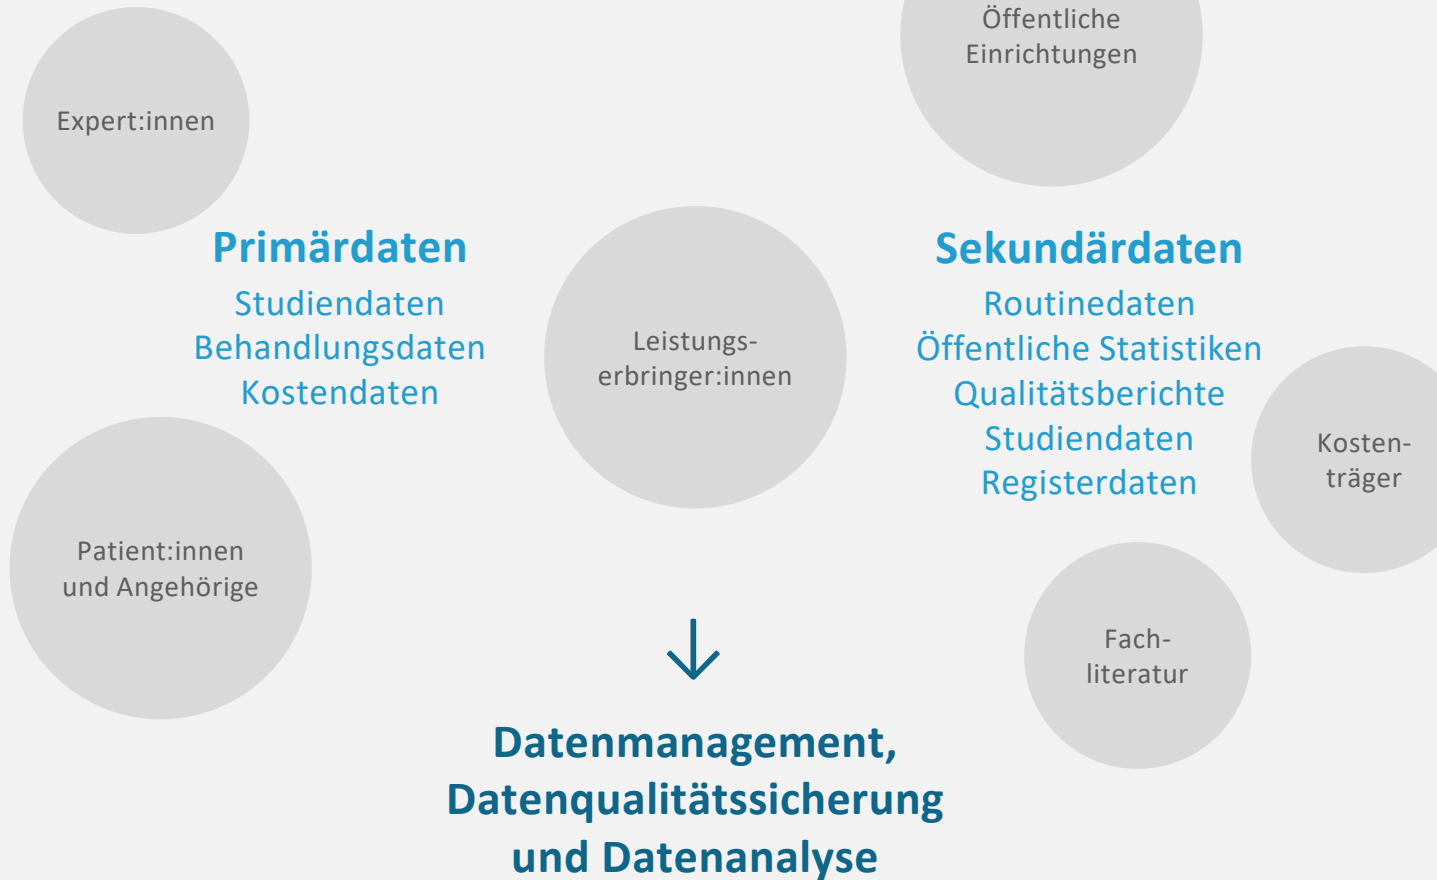 Öffentliche
Einrichtungen
Expert:innen
Primärdaten
Studiendaten
Behandlungsdaten
Kostendaten
Leistungs-
erbringer:innen
Sekundärdaten
Routinedaten
Öffentliche Statistiken
Qualitätsberichte
Studiendaten
Registerdaten
Kosten-
träger
Patient:innen
und Angehörige
Fach-
literatur
Datenmanagement,
Datenqualitätssicherung
und Datenanalyse